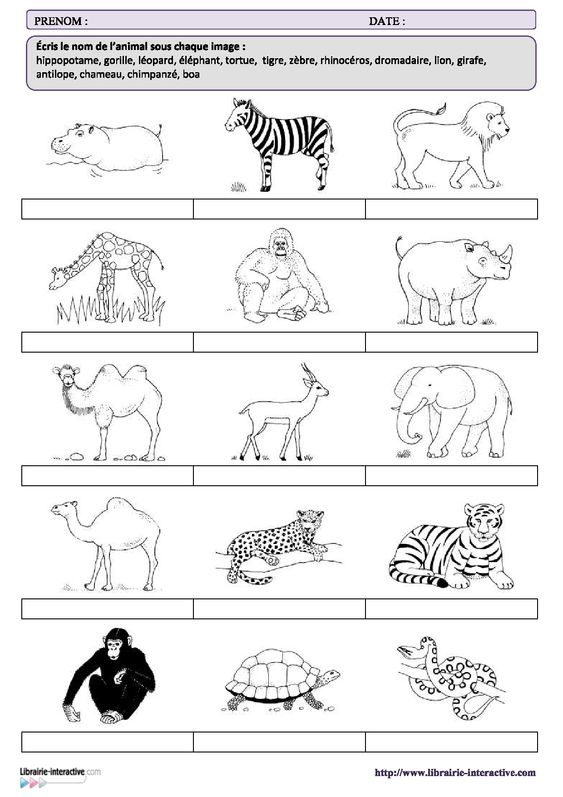 PRENOM : DATE :
Écris le nom de l’animal sous chaque image :
hippopotame, gorille, léopard, éléphant, tortue, tigre, zèbre, rhinocéros, dromadaire, lion, girafe,
antilope, chameau, chimpanzé, boa
Librairie-interactive.com http://www.librairie-interactive.com